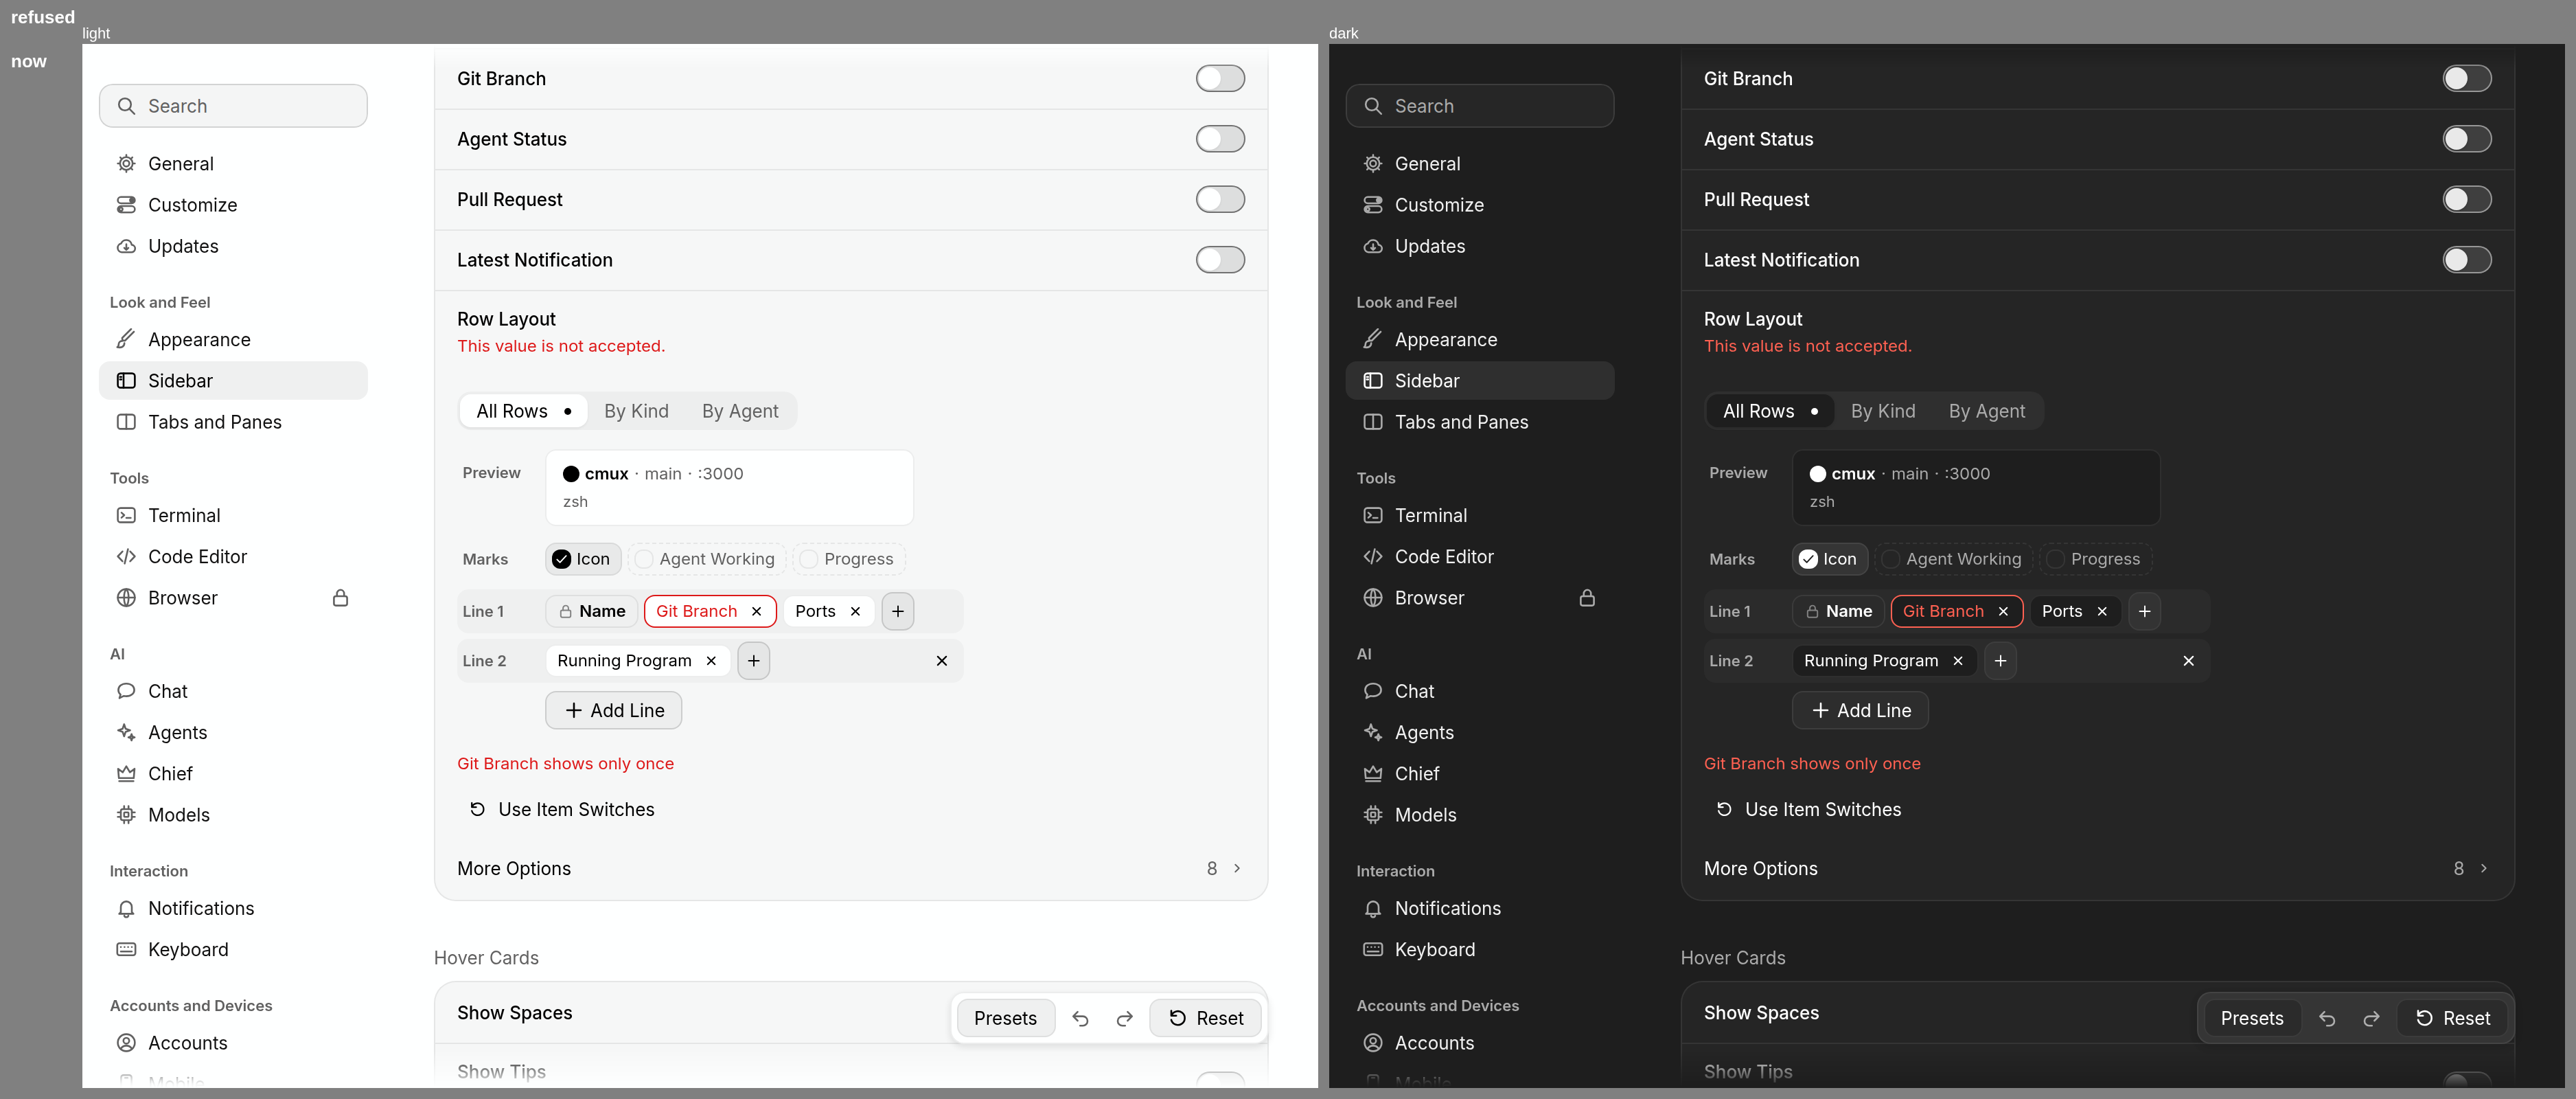 refused
light
now
Search
General
Customize
Updates
Look and Feel
Appearance
Sidebar
Tabs and Panes
Tools
Terminal
Code Editor
Browser
AI
Chat
Agents
Chief
Models
Interaction
Notifications
Keyboard
Accounts and Devices
Accounts
Mobile
Git Branch
Agent Status
Pull Request
Latest Notification
Row Layout
This value is not accepted.
All Rows • By Kind By Agent
Preview cmux · main · :3000
zsh
Marks Icon Agent Working Progress
Line 1 Name Git Branch × Ports × +
Line 2 Running Program × + ×
+ Add Line
Git Branch shows only once
Use Item Switches
More Options 8 >
Hover Cards
Show Spaces
Presets Reset
Show Tips
dark
Search
General
Customize
Updates
Look and Feel
Appearance
Sidebar
Tabs and Panes
Tools
Terminal
Code Editor
Browser
AI
Chat
Agents
Chief
Models
Interaction
Notifications
Keyboard
Accounts and Devices
Accounts
Mobile
Git Branch
Agent Status
Pull Request
Latest Notification
Row Layout
This value is not accepted.
All Rows • By Kind By Agent
Preview cmux · main · :3000
zsh
Marks Icon Agent Working Progress
Line 1 Name Git Branch × Ports × +
Line 2 Running Program × + ×
+ Add Line
Git Branch shows only once
Use Item Switches
More Options 8 >
Hover Cards
Show Spaces
Presets Reset
Show Tips